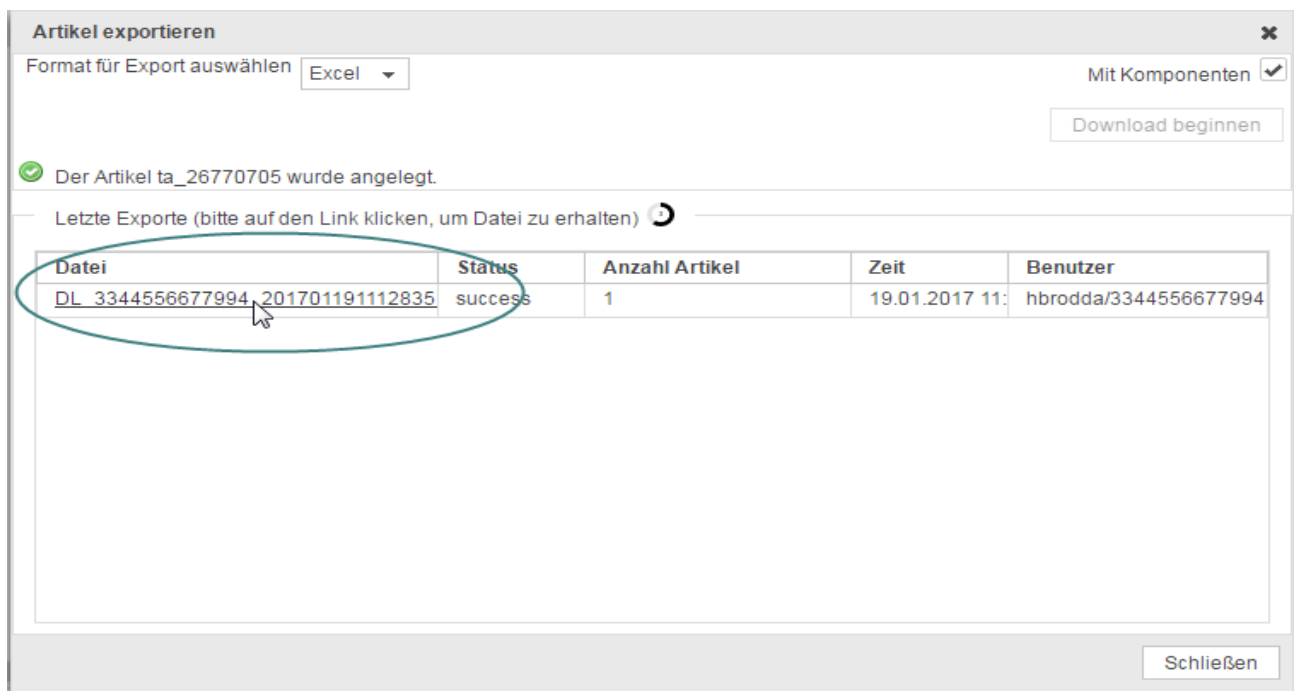 Artikel exportieren
Format für Export auswählen Excel Mit Komponenten
Download beginnen
Der Artikel ta_26770705 wurde angelegt.
Letzte Exporte (bitte auf den Link klicken, um Datei zu erhalten)
Datei Status Anzahl Artikel Zeit Benutzer
DL_3344556677994_201701191112835 success 1 19.01.2017 11: hbrodda/3344556677994
Schließen